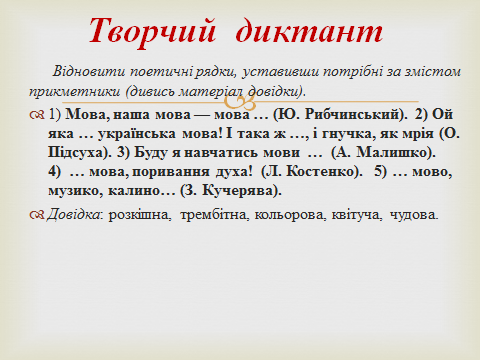 Творчий диктант
Відновити поетичні рядки, уставивши потрібні за змістом
прикметники (дивись матеріал довідки).
1) Мова, наша мова — мова … (Ю. Рибчинський). 2) Ой
яка … українська мова! І така ж …, і гнучка, як мрія (О.
Підсуха). 3) Буду я навчатись мови … (А. Малишко).
4) … мова, поривання духа! (Л. Костенко). 5) … мово,
музико, калино… (З. Кучерява).
Довідка: розкішна, трембітна, кольорова, квітуча, чудова.